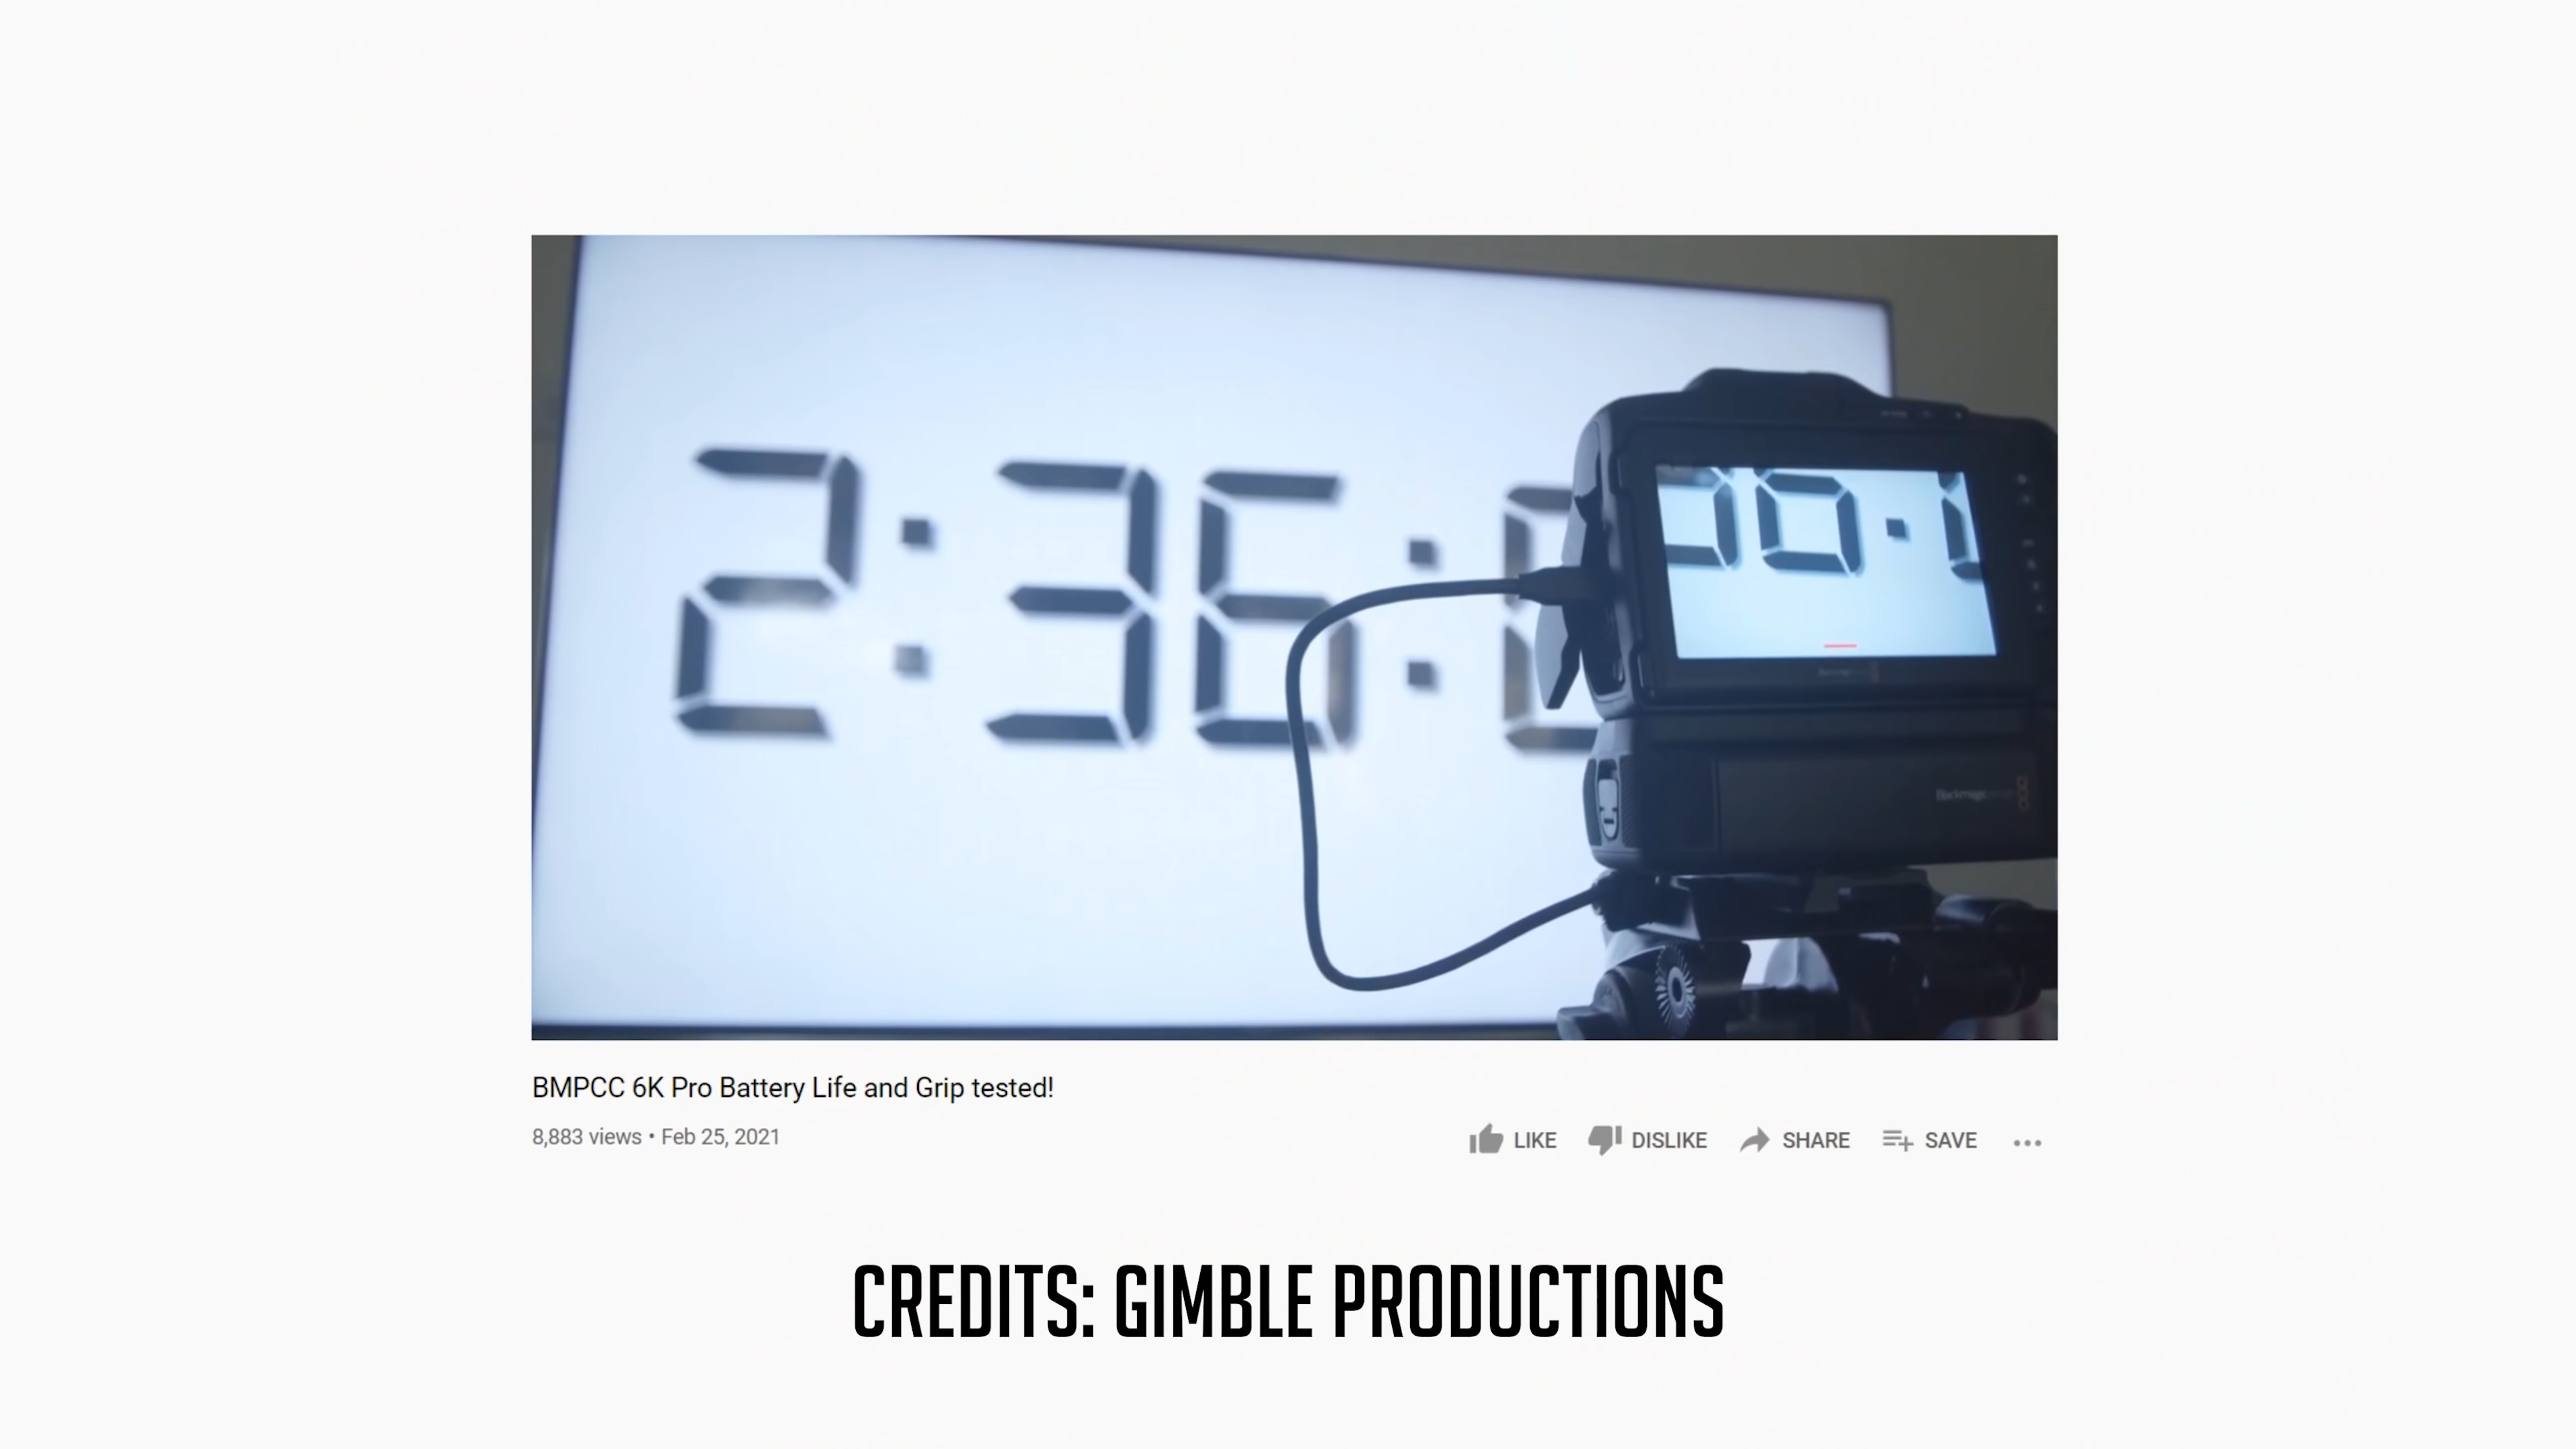 2:36:
BMPCC 6K Pro Battery Life and Grip tested!
8,883 views • Feb 25, 2021
LIKE DISLIKE SHARE SAVE
CREDITS: GIMBLE PRODUCTIONS